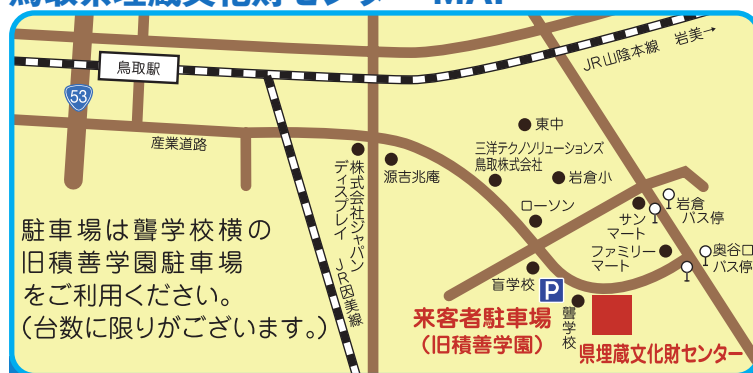 鳥取県埋蔵文化財センター MAP
JR山陰本線
岩美→
鳥取駅
53
産業道路
東中
三洋テクノソリューションズ
鳥取株式会社
岩倉小
源吉兆庵
株式会社ジャパン
ディスプレイ
JR因美線
ローソン
サン
マート
岩倉
バス停
ファミリー
マート
奥谷口
バス停
盲学校
P
聾学校
駐車場は聾学校横の
旧積善学園駐車場
をご利用ください。
(台数に限りがございます。)
来客者駐車場
(旧積善学園)
県埋蔵文化財センター